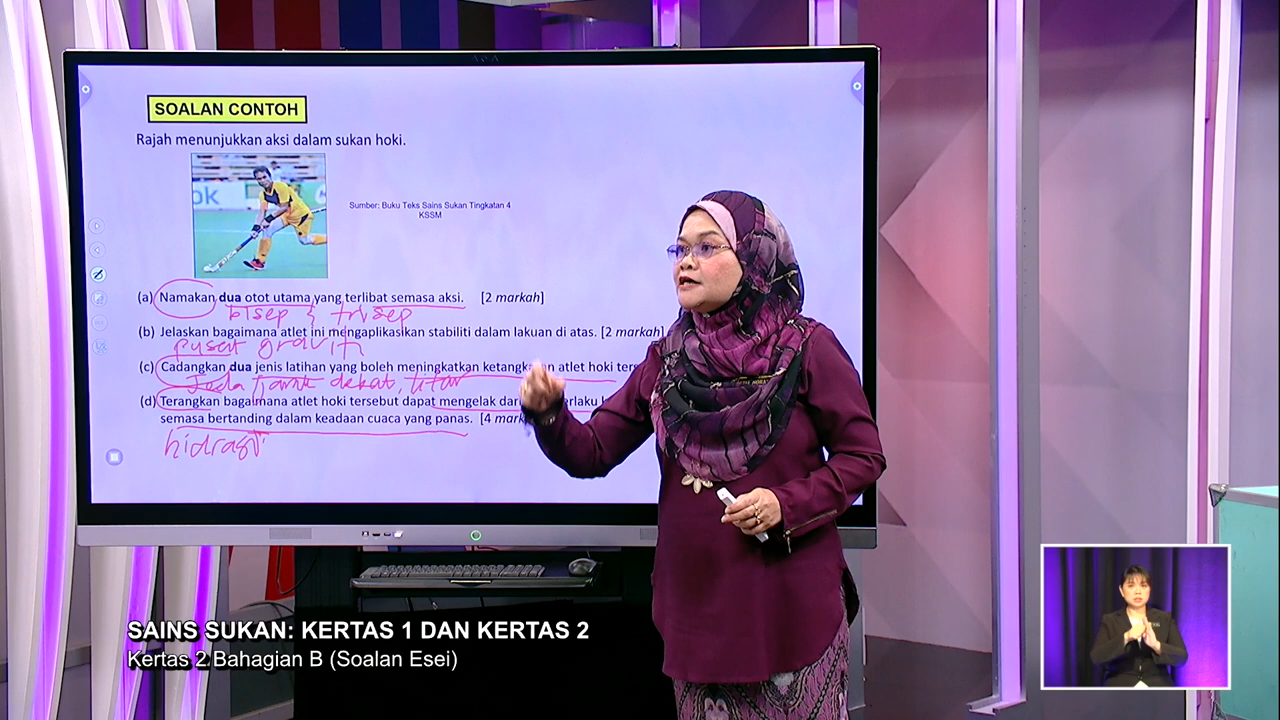 SOALAN CONTOH
Rajah menunjukkan aksi dalam sukan hoki.
ok
Sumber: Buku Teks Sains Sukan Tingkatan 4
KSSM
(a) Namakan dua otot utama yang terlibat semasa aksi. [2 markah]
bisep & trisep
(b) Jelaskan bagaimana atlet ini mengaplikasikan stabiliti dalam lakuan di atas. [2 markah]
pusat graviti
(c) Cadangkan dua jenis latihan yang boleh meningkatkan ketangkasan atlet hoki
jarak dekat, litar
(d) Terangkan bagaimana atlet hoki tersebut dapat mengelak
semasa bertanding dalam keadaan cuaca yang panas. [4
hidrasi
SAINS SUKAN: KERTAS 1 DAN KERTAS 2
Kertas 2 Bahagian B (Soalan Esei)